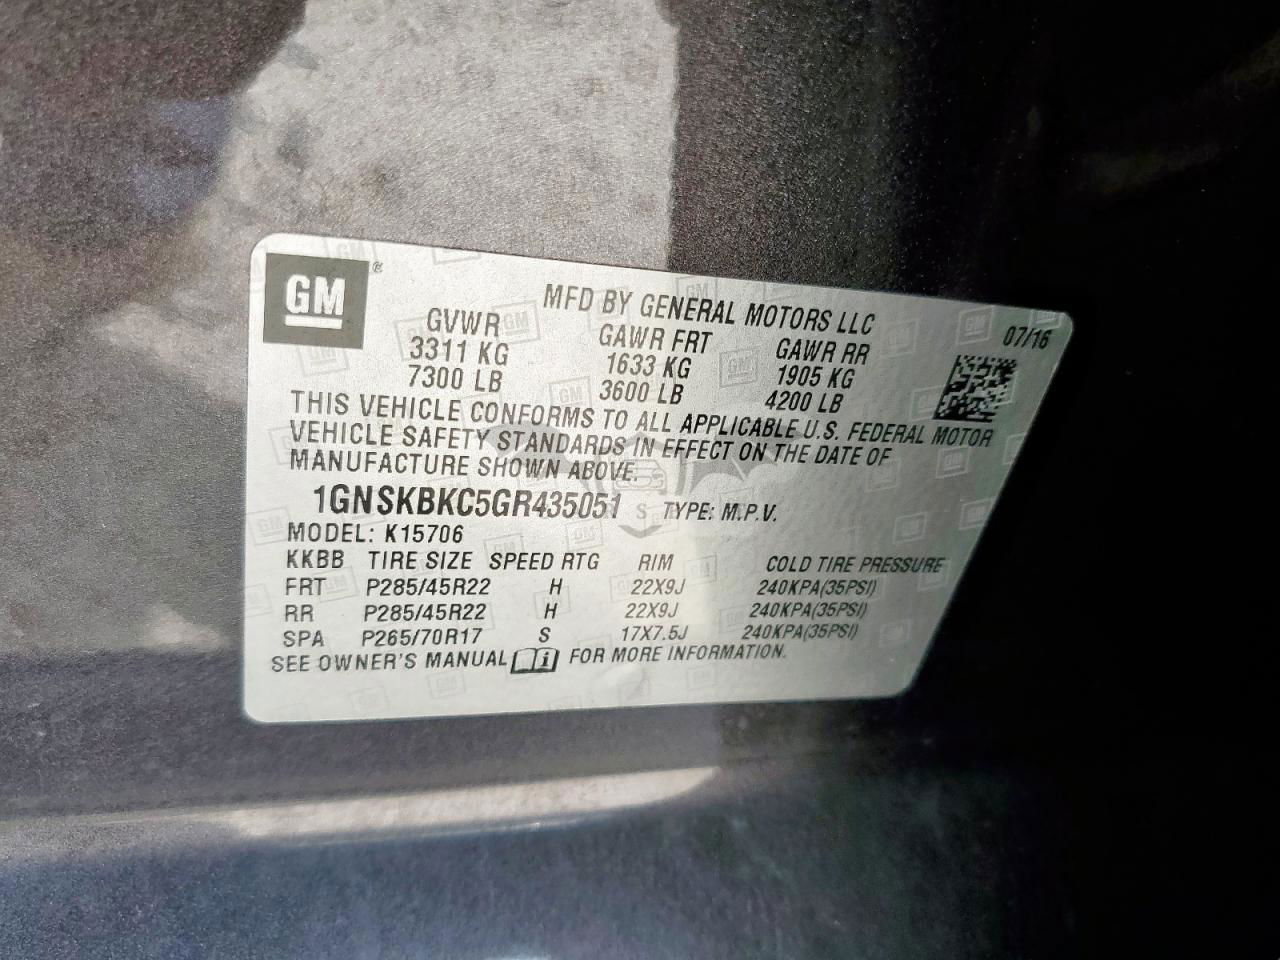 GM®
MFD BY GENERAL MOTORS LLC
07/16
GVWR GAWR FRT GAWR RR
3311 KG 1633 KG 1905 KG
7300 LB 3600 LB 4200 LB
THIS VEHICLE CONFORMS TO ALL APPLICABLE U.S. FEDERAL MOTOR
VEHICLE SAFETY STANDARDS IN EFFECT ON THE DATE OF
MANUFACTURE SHOWN ABOVE.
1GNSKBKC5GR435051 S TYPE: M.P.V.
MODEL: K15706
KKBB TIRE SIZE SPEED RTG RIM COLD TIRE PRESSURE
FRT P285/45R22 H 22X9J 240KPA(35PSI)
RR P285/45R22 H 22X9J 240KPA(35PSI)
SPA P265/70R17 S 17X7.5J 240KPA(35PSI)
SEE OWNER'S MANUAL i FOR MORE INFORMATION.